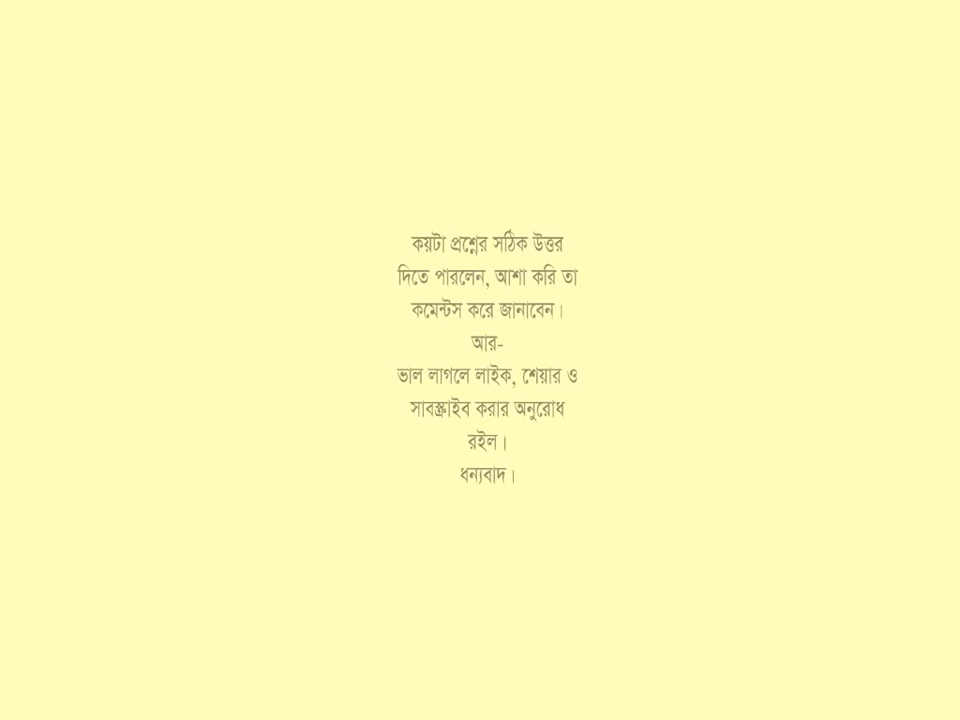 কয়টা প্রশ্নের সঠিক উত্তর
দিতে পারলেন, আশা করি তা
কমেন্টস করে জানাবেন।
আর-
ভাল লাগলে লাইক, শেয়ার ও
সাবস্ক্রাইব করার অনুরোধ
রইল।
ধন্যবাদ।